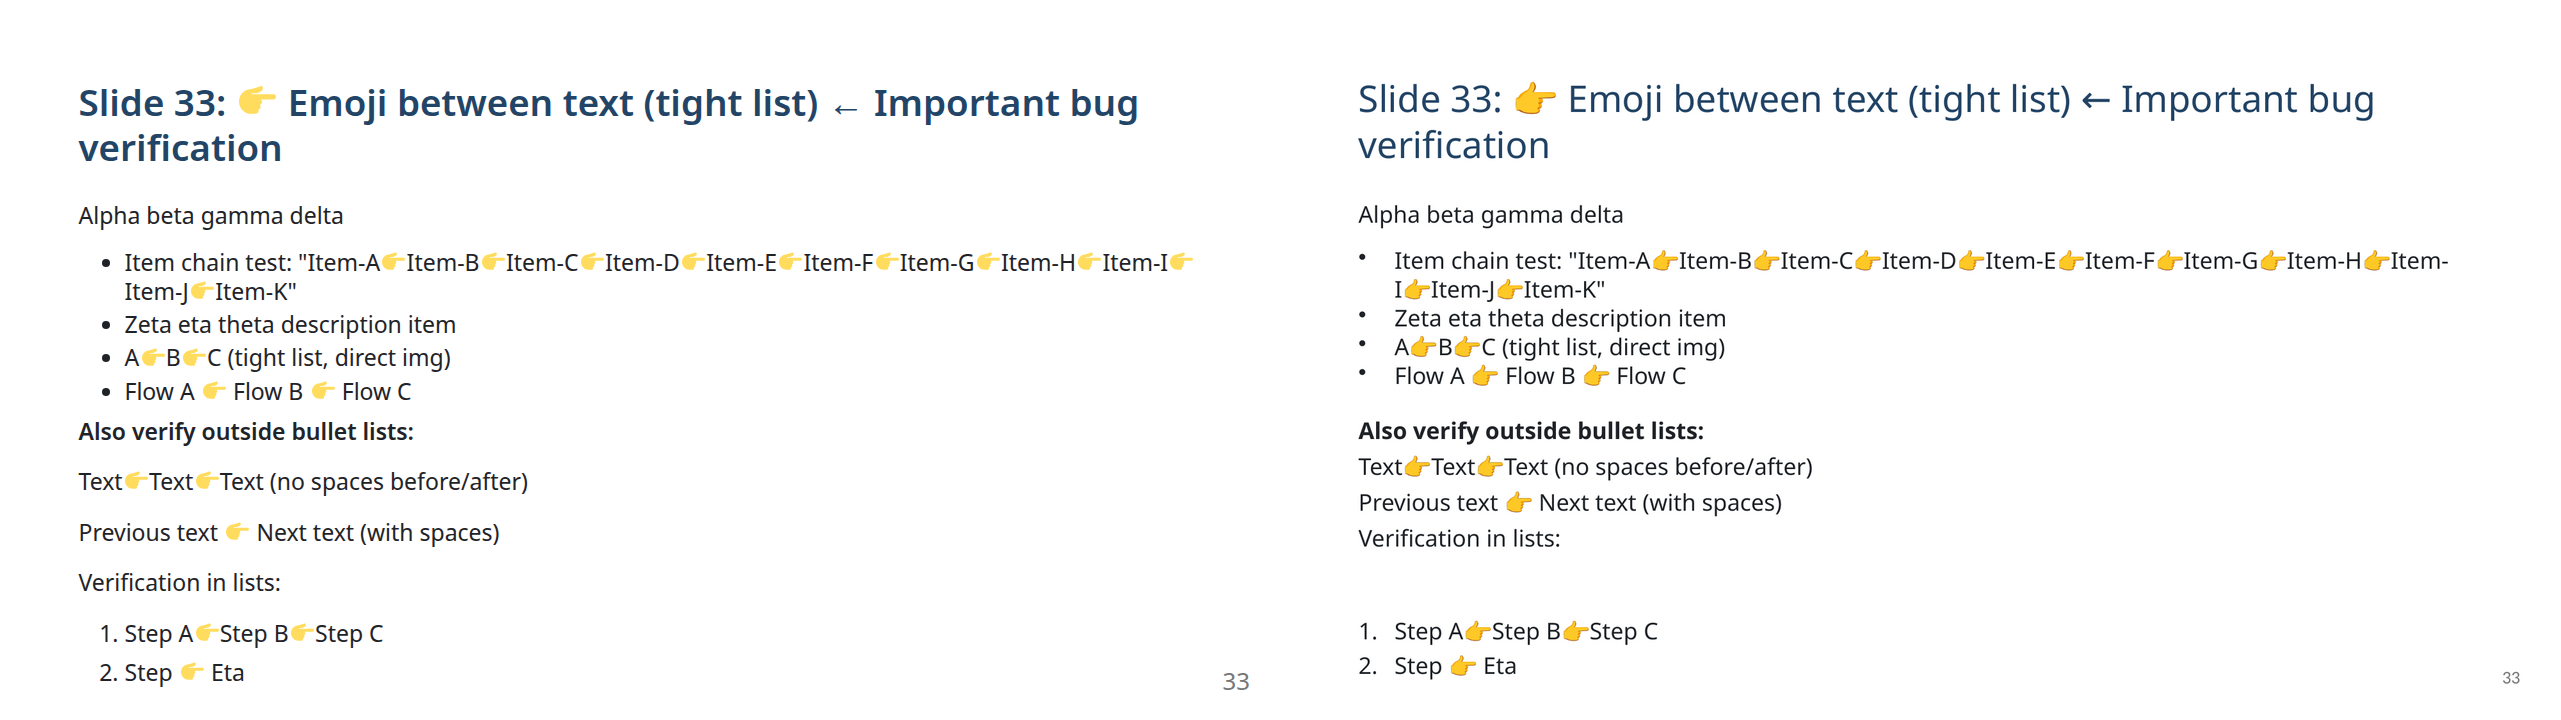 Slide 33: 👉 Emoji between text (tight list) ← Important bug
verification
Alpha beta gamma delta
• Item chain test: "Item-A👉Item-B👉Item-C👉Item-D👉Item-E👉Item-F👉Item-G👉Item-H👉Item-I👉
Item-J👉Item-K"
• Zeta eta theta description item
• A👉B👉C (tight list, direct img)
• Flow A 👉 Flow B 👉 Flow C
Also verify outside bullet lists:
Text👉Text👉Text (no spaces before/after)
Previous text 👉 Next text (with spaces)
Verification in lists:
1. Step A👉Step B👉Step C
2. Step 👉 Eta
33
Slide 33: 👉 Emoji between text (tight list) ← Important bug
verification
Alpha beta gamma delta
• Item chain test: "Item-A👉Item-B👉Item-C👉Item-D👉Item-E👉Item-F👉Item-G👉Item-H👉Item-
I👉Item-J👉Item-K"
• Zeta eta theta description item
• A👉B👉C (tight list, direct img)
• Flow A 👉 Flow B 👉 Flow C
Also verify outside bullet lists:
Text👉Text👉Text (no spaces before/after)
Previous text 👉 Next text (with spaces)
Verification in lists:
1. Step A👉Step B👉Step C
2. Step 👉 Eta
33